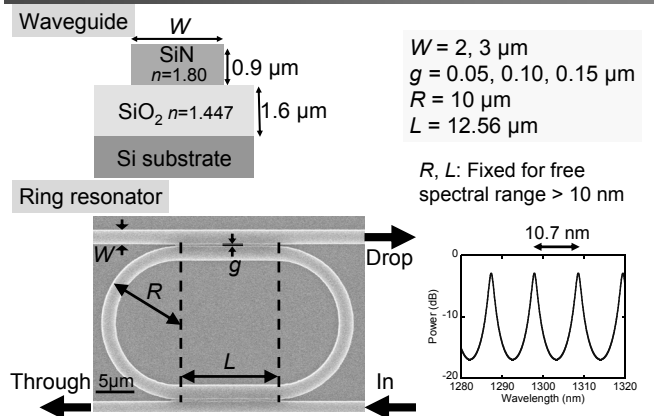 Waveguide
W
SiN
n=1.80
0.9 μm
SiO2 n=1.447
1.6 μm
Si substrate
W = 2, 3 μm
g = 0.05, 0.10, 0.15 μm
R = 10 μm
L = 12.56 μm
R, L: Fixed for free
spectral range > 10 nm
Ring resonator
W
g
Drop
R
L
5μm
Through
In
10.7 nm
0
-10
-20
Power (dB)
1280 1290 1300 1310 1320
Wavelength (nm)